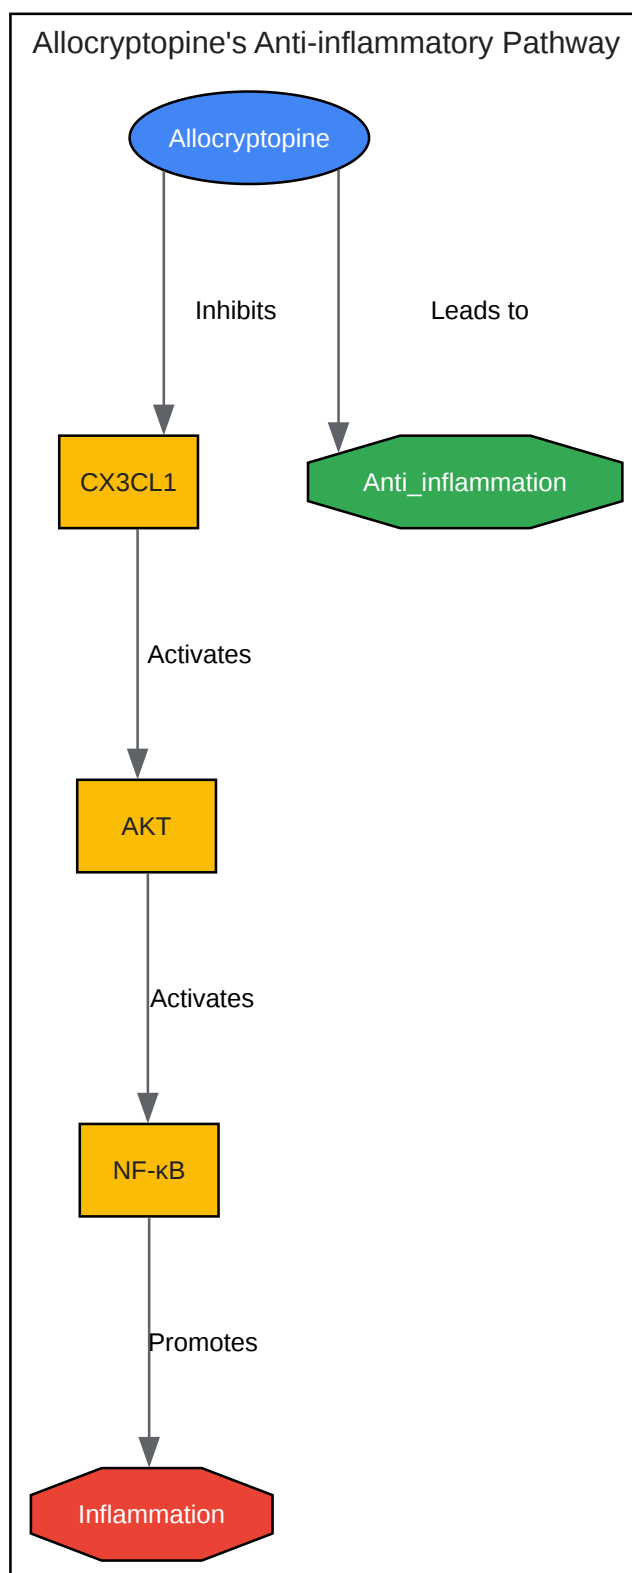 Allocryptopine's Anti-inflammatory Pathway
Allocryptopine
Inhibits
Leads to
CX3CL1
Anti_inflammation
Activates
AKT
Activates
NF-κB
Promotes
Inflammation